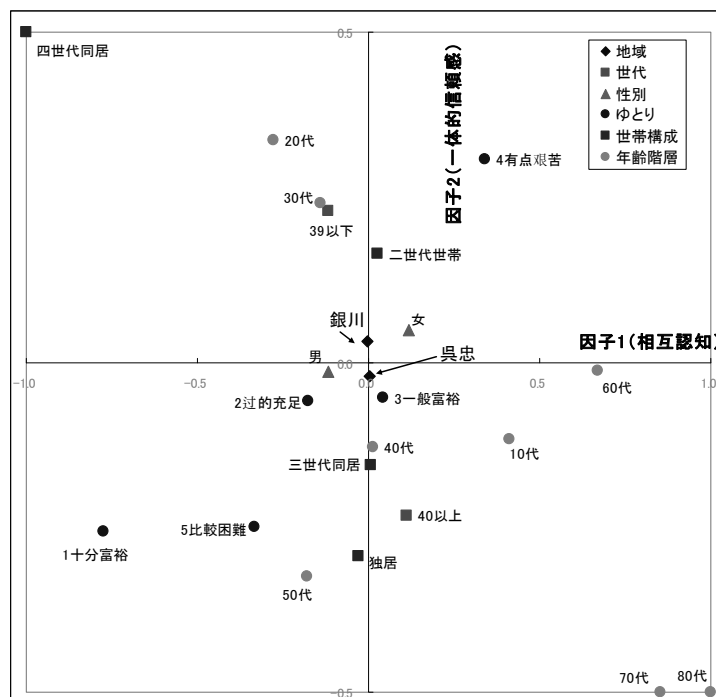 0.5
四世代同居
因子2(一体的信頼感)
地域
世代
性別
ゆとり
世帯構成
年齢階層
20代
4有点艰苦
30代
39以下
二世代世帯
銀川
女
因子1(相互認知)
男
呉忠
-1.0
-0.5
0.0
0.0
0.5
1.0
60代
2过的充足
3一般富裕
40代
10代
三世代同居
40以上
5比較困難
1十分富裕
独居
50代
70代
80代
-0.5